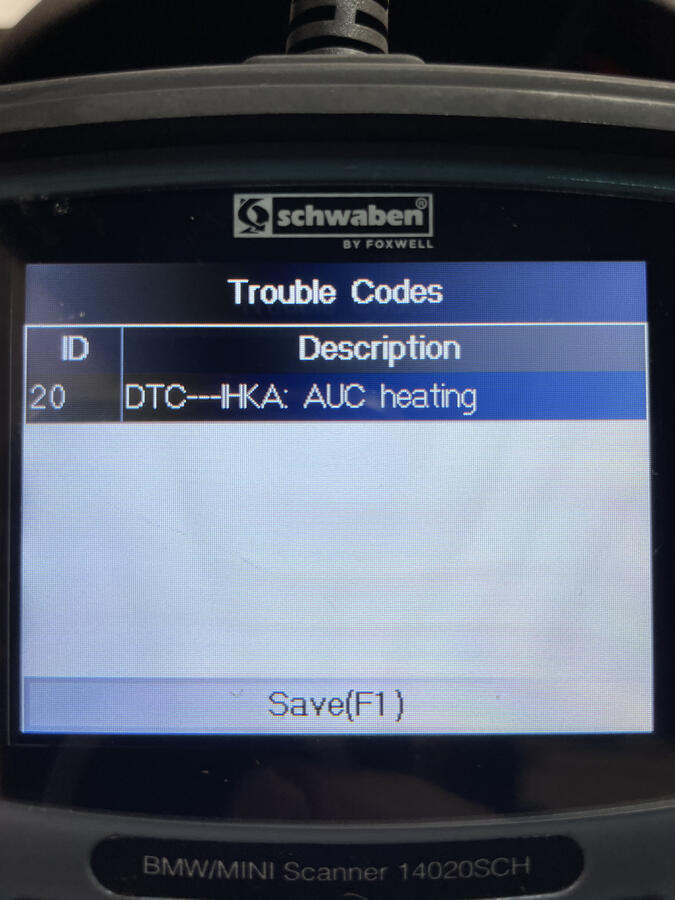 schwaben®
BY FOXWELL
Trouble Codes
ID Description
20 DTC---IHKA: AUC heating
Save(F1)
BMW/MINI Scanner 14020SCH